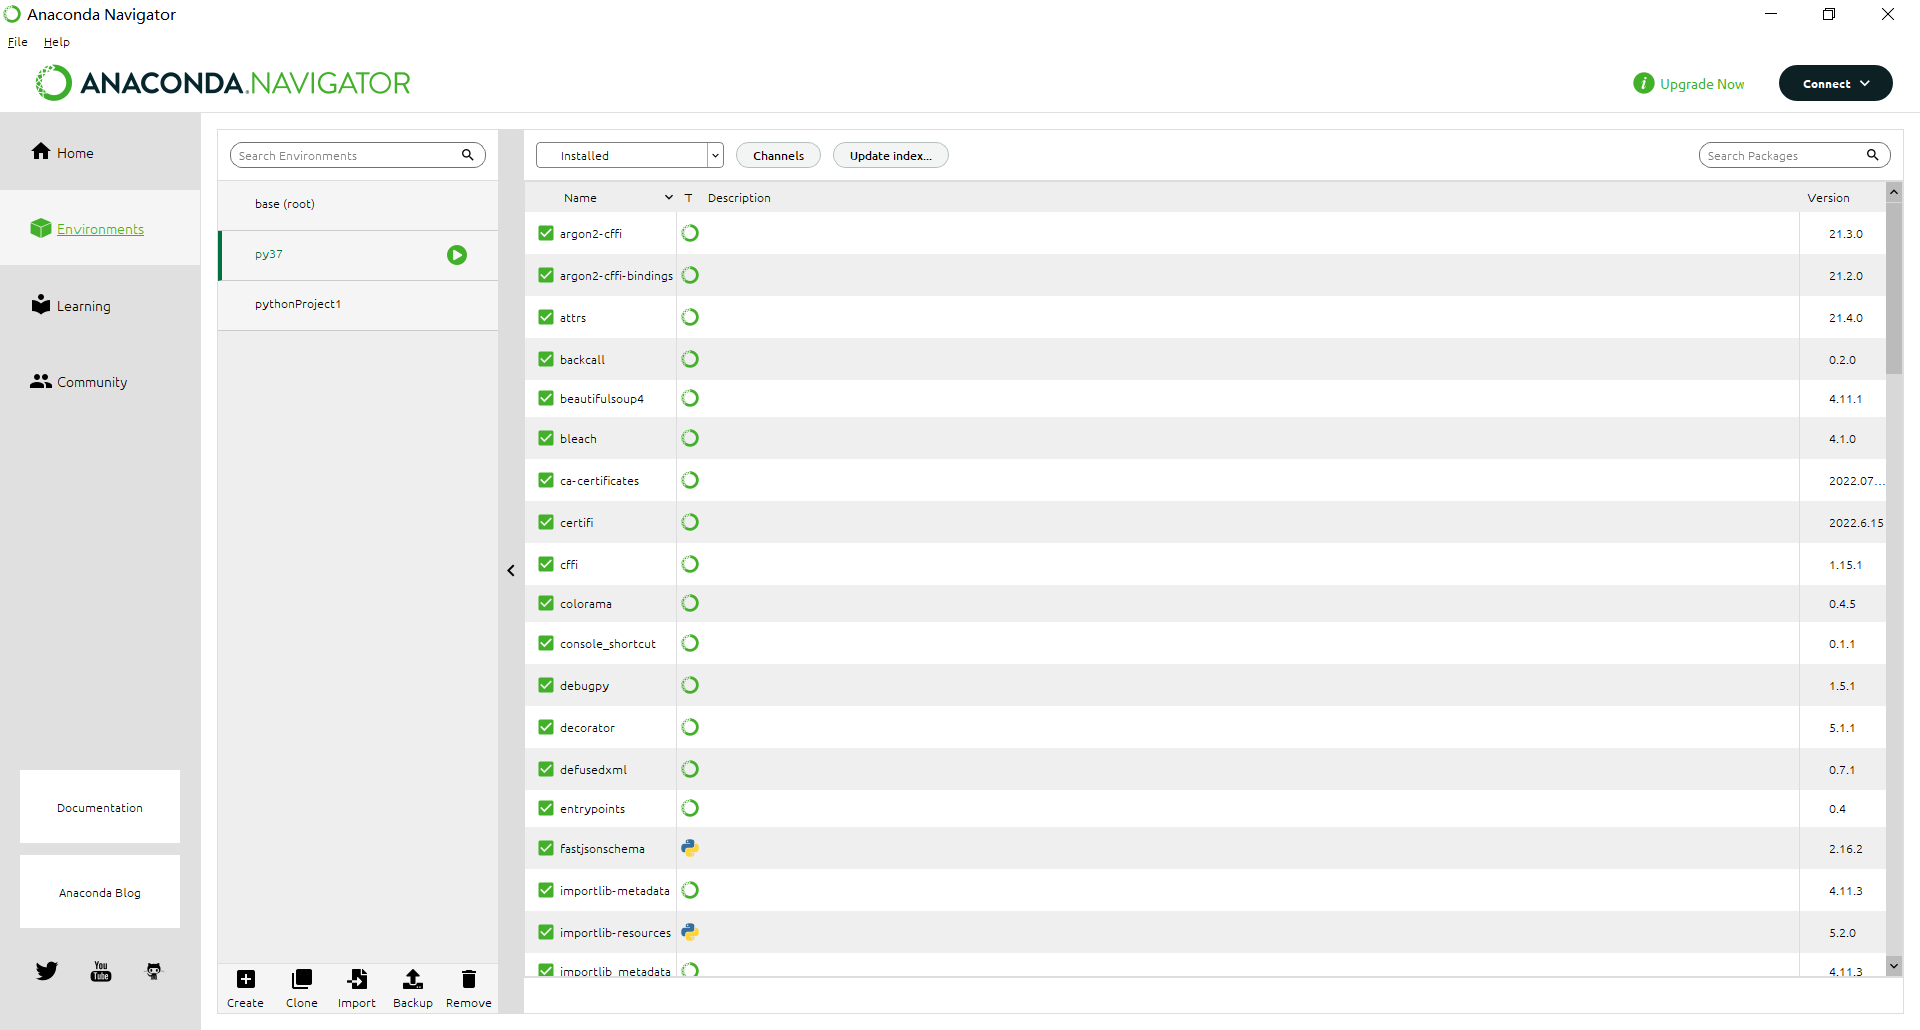 Anaconda Navigator
File Help
ANACONDA.NAVIGATOR
Upgrade Now
Connect
Home
Environments
Learning
Community
Documentation
Anaconda Blog
You Tube
Search Environments
base (root)
py37
pythonProject1
Create Clone Import Backup Remove
Installed Channels Update index... Search Packages
Name T Description Version
argon2-cffi 21.3.0
argon2-cffi-bindings 21.2.0
attrs 21.4.0
backcall 0.2.0
beautifulsoup4 4.11.1
bleach 4.1.0
ca-certificates 2022.07...
certifi 2022.6.15
cffi 1.15.1
colorama 0.4.5
console_shortcut 0.1.1
debugpy 1.5.1
decorator 5.1.1
defusedxml 0.7.1
entrypoints 0.4
fastjsonschema 2.16.2
importlib-metadata 4.11.3
importlib-resources 5.2.0
importlib_metadata 4.11.3